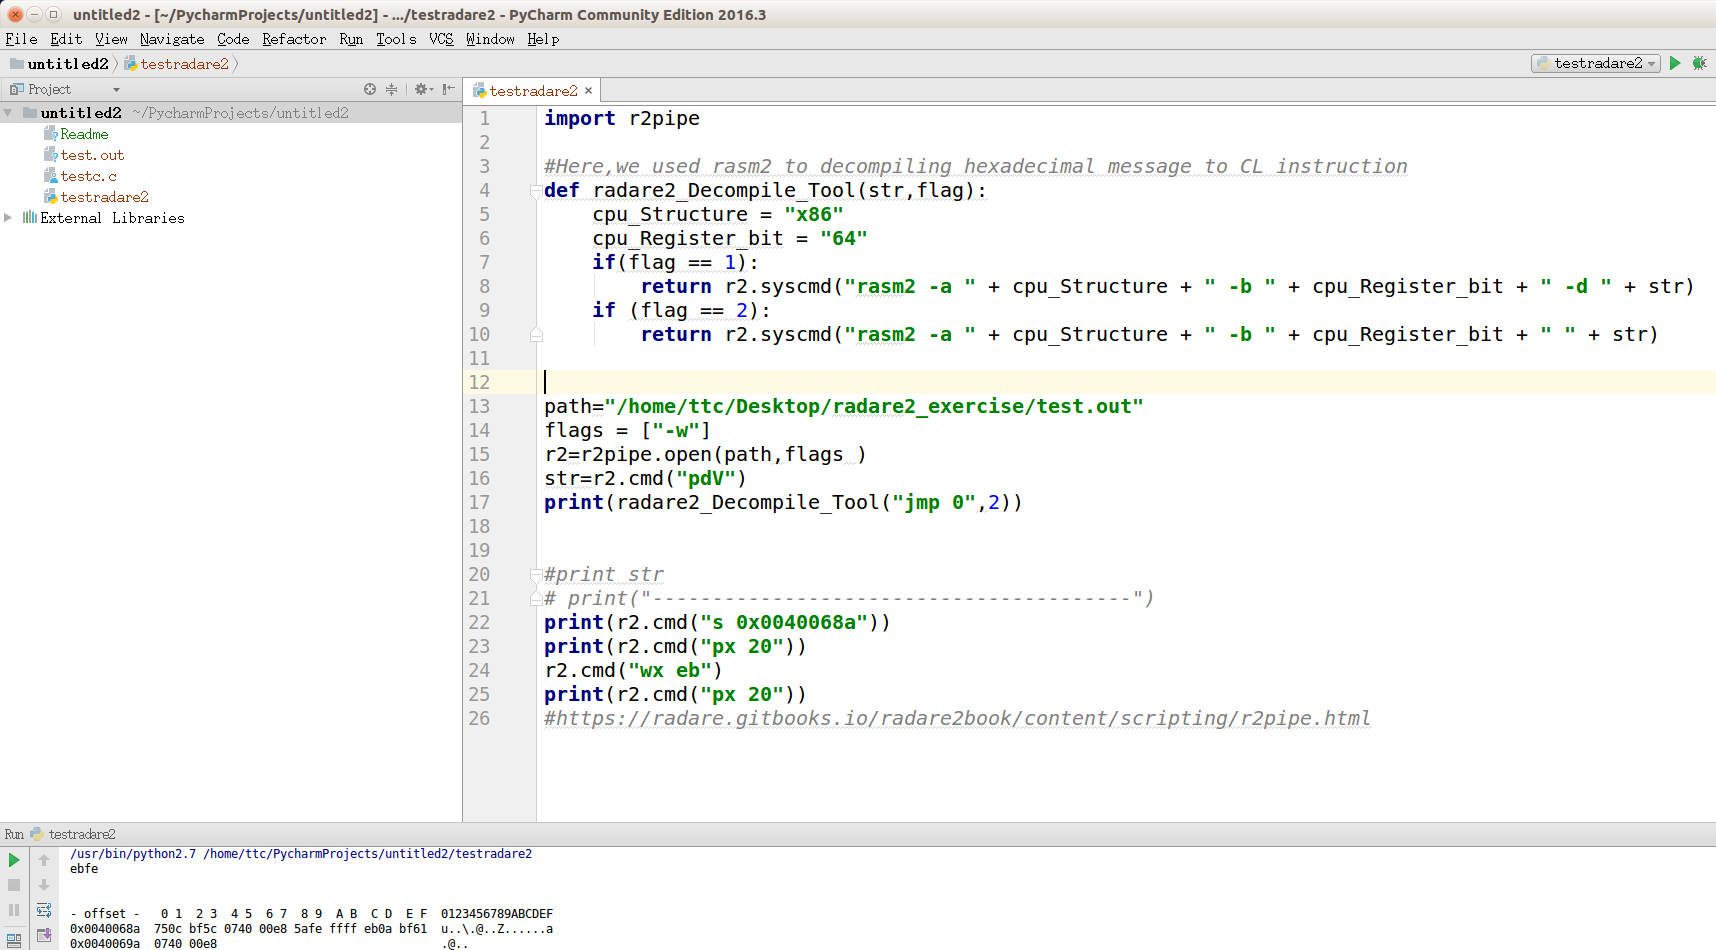 untitled2 - [~/PycharmProjects/untitled2] - .../testradare2 - PyCharm Community Edition 2016.3
File Edit View Navigate Code Refactor Run Tools VCS Window Help
untitled2 testradare2 testradare2
Project
untitled2 ~/PycharmProjects/untitled2
Readme
test.out
testc.c
testradare2
External Libraries
testradare2 ×
1 import r2pipe
2
3 #Here,we used rasm2 to decompiling hexadecimal message to CL instruction
4 def radare2_Decompile_Tool(str,flag):
5 cpu_Structure = "x86"
6 cpu_Register_bit = "64"
7 if(flag == 1):
8 return r2.syscmd("rasm2 -a " + cpu_Structure + " -b " + cpu_Register_bit + " -d " + str)
9 if (flag == 2):
10 return r2.syscmd("rasm2 -a " + cpu_Structure + " -b " + cpu_Register_bit + " " + str)
11
12
13 path="/home/ttc/Desktop/radare2_exercise/test.out"
14 flags = ["-w"]
15 r2=r2pipe.open(path,flags )
16 str=r2.cmd("pdV")
17 print(radare2_Decompile_Tool("jmp 0",2))
18
19
20 #print str
21 # print("----------------------------------------")
22 print(r2.cmd("s 0x0040068a"))
23 print(r2.cmd("px 20"))
24 r2.cmd("wx eb")
25 print(r2.cmd("px 20"))
26 #https://radare.gitbooks.io/radare2book/content/scripting/r2pipe.html
Run testradare2
/usr/bin/python2.7 /home/ttc/PycharmProjects/untitled2/testradare2
ebfe
- offset - 0 1 2 3 4 5 6 7 8 9 A B C D E F 0123456789ABCDEF
0x0040068a 750c bf5c 0740 00e8 5afe ffff eb0a bf61 u..\.@..Z......a
0x0040069a 0740 00e8 .@..